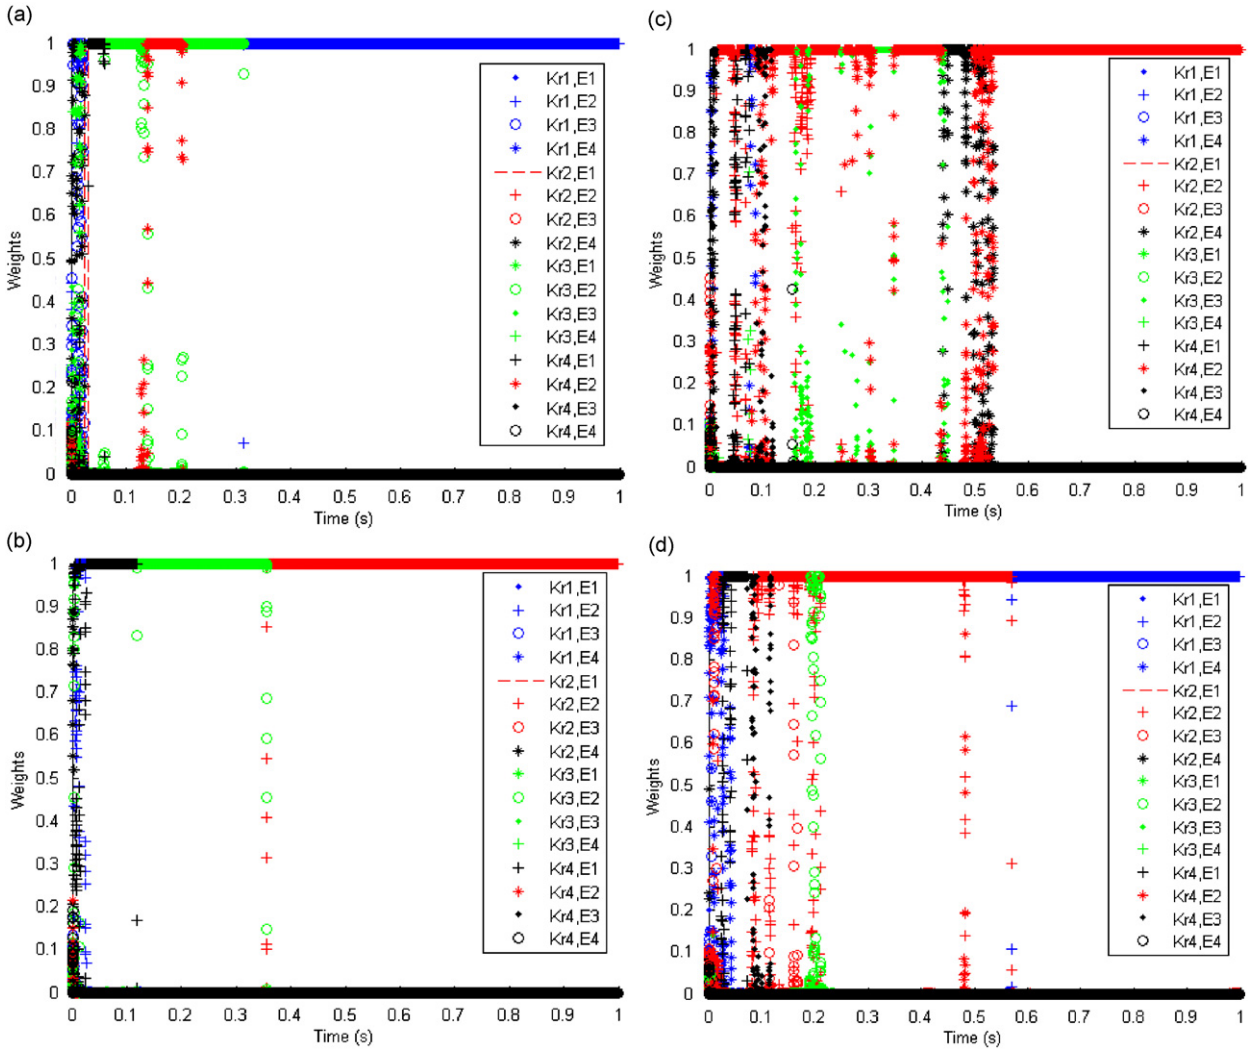 (a)
1
0.9
0.8
0.7
0.6
0.5
0.4
0.3
0.2
0.1
0
Weights
0 0.1 0.2 0.3 0.4 0.5 0.6 0.7 0.8 0.9 1
Time (s)
Kr1,E1
Kr1,E2
Kr1,E3
Kr1,E4
Kr2,E1
Kr2,E2
Kr2,E3
Kr2,E4
Kr3,E1
Kr3,E2
Kr3,E3
Kr3,E4
Kr4,E1
Kr4,E2
Kr4,E3
Kr4,E4
(b)
1
0.9
0.8
0.7
0.6
0.5
0.4
0.3
0.2
0.1
0
Weights
0 0.1 0.2 0.3 0.4 0.5 0.6 0.7 0.8 0.9 1
Time (s)
Kr1,E1
Kr1,E2
Kr1,E3
Kr1,E4
Kr2,E1
Kr2,E2
Kr2,E3
Kr2,E4
Kr3,E1
Kr3,E2
Kr3,E3
Kr3,E4
Kr4,E1
Kr4,E2
Kr4,E3
Kr4,E4
(c)
1
0.9
0.8
0.7
0.6
0.5
0.4
0.3
0.2
0.1
0
Weights
0 0.1 0.2 0.3 0.4 0.5 0.6 0.7 0.8 0.9 1
Time (s)
Kr1,E1
Kr1,E2
Kr1,E3
Kr1,E4
Kr2,E1
Kr2,E2
Kr2,E3
Kr2,E4
Kr3,E1
Kr3,E2
Kr3,E3
Kr3,E4
Kr4,E1
Kr4,E2
Kr4,E3
Kr4,E4
(d)
1
0.9
0.8
0.7
0.6
0.5
0.4
0.3
0.2
0.1
0
Weights
0 0.1 0.2 0.3 0.4 0.5 0.6 0.7 0.8 0.9 1
Time (s)
Kr1,E1
Kr1,E2
Kr1,E3
Kr1,E4
Kr2,E1
Kr2,E2
Kr2,E3
Kr2,E4
Kr3,E1
Kr3,E2
Kr3,E3
Kr3,E4
Kr4,E1
Kr4,E2
Kr4,E3
Kr4,E4